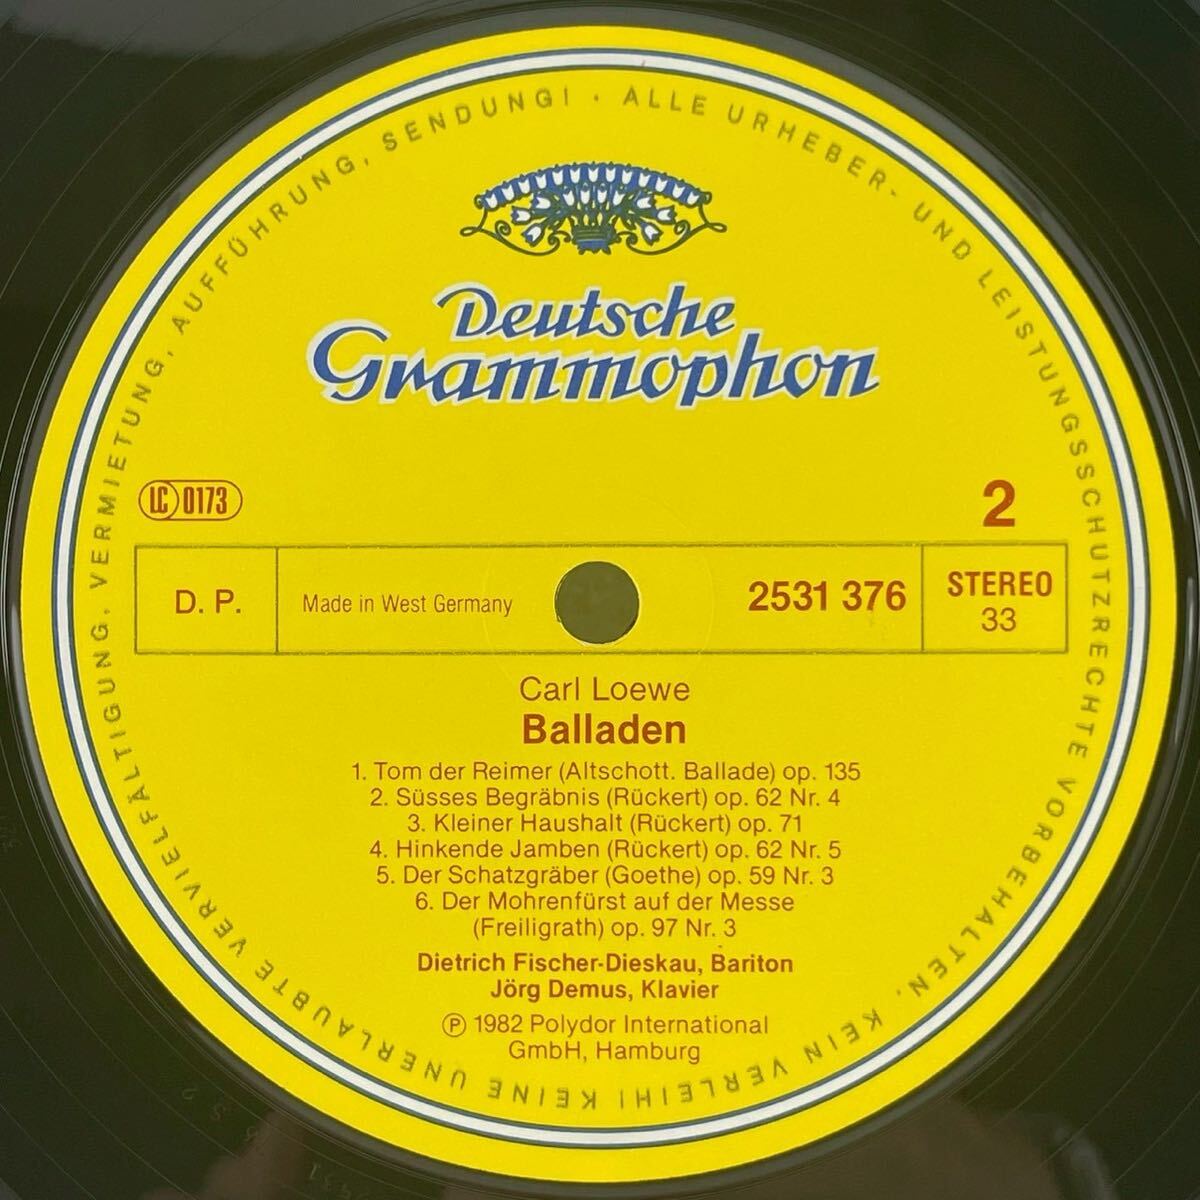 ALLE URHEBER- UND LEISTUNGSSCHUTZRECHTE VORBEHALTEN. KEIN VERLEIH! KEINE UNERLAUBTE VERVIELFÄLTIGUNG. VERMIETUNG, AUFFÜHRUNG, SENDUNG! ·
Deutsche
Grammophon
LC 0173
2
D. P.
Made in West Germany
2531 376
STEREO
33
Carl Loewe
Balladen
1. Tom der Reimer (Altschott. Ballade) op. 135
2. Süsses Begräbnis (Rückert) op. 62 Nr. 4
3. Kleiner Haushalt (Rückert) op. 71
4. Hinkende Jamben (Rückert) op. 62 Nr. 5
5. Der Schatzgräber (Goethe) op. 59 Nr. 3
6. Der Mohrenfürst auf der Messe
(Freiligrath) op. 97 Nr. 3
Dietrich Fischer-Dieskau, Bariton
Jörg Demus, Klavier
℗ 1982 Polydor International
GmbH, Hamburg